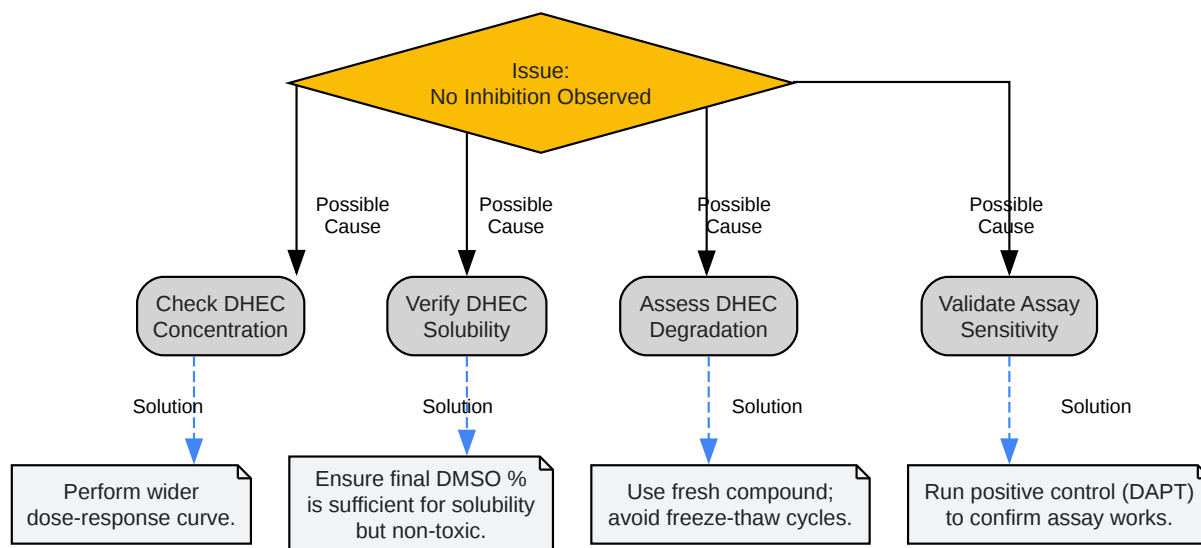 Issue:
No Inhibition Observed
Possible
Cause
Possible
Cause
Possible
Cause
Possible
Cause
Check DHEC
Concentration
Verify DHEC
Solubility
Assess DHEC
Degradation
Validate Assay
Sensitivity
Solution
Solution
Solution
Solution
Perform wider
dose-response curve.
Ensure final DMSO %
is sufficient for solubility
but non-toxic.
Use fresh compound;
avoid freeze-thaw cycles.
Run positive control (DAPT)
to confirm assay works.